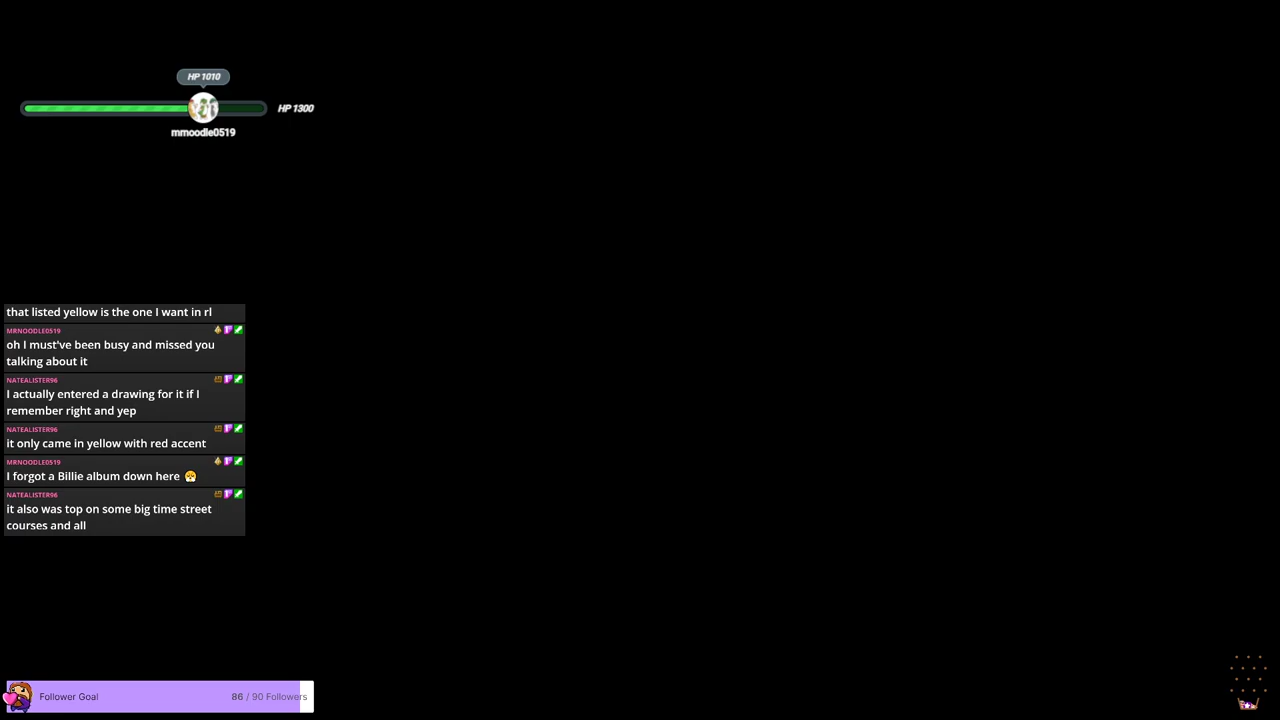 HP 1010
HP 1300
mrnoodle0519
that listed yellow is the one I want in rl
MRNOODLE0519
oh I must've been busy and missed you
talking about it
NATEALISTER96
I actually entered a drawing for it if I
remember right and yep
NATEALISTER96
it only came in yellow with red accent
MRNOODLE0519
I forgot a Billie album down here 😤
NATEALISTER96
it also was top on some big time street
courses and all
Follower Goal
86 / 90 Followers